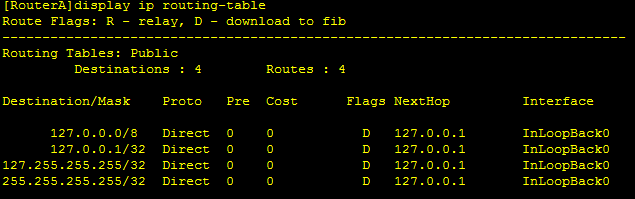 [RouterA]display ip routing-table
Route Flags: R - relay, D - download to fib
------------------------------------------------------------------------------
Routing Tables: Public
         Destinations : 4        Routes : 4

Destination/Mask    Proto   Pre  Cost      Flags NextHop         Interface

      127.0.0.0/8   Direct  0    0           D   127.0.0.1       InLoopBack0
      127.0.0.1/32  Direct  0    0           D   127.0.0.1       InLoopBack0
127.255.255.255/32  Direct  0    0           D   127.0.0.1       InLoopBack0
255.255.255.255/32  Direct  0    0           D   127.0.0.1       InLoopBack0